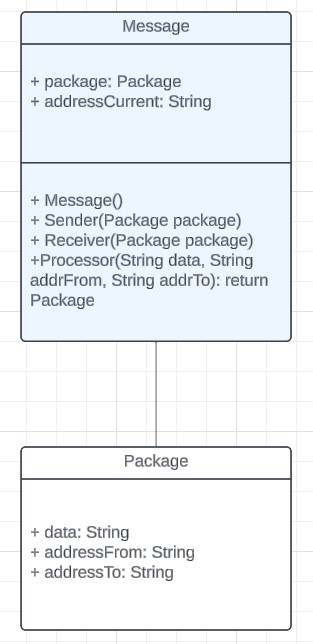 Message
+ package: Package
+ addressCurrent: String
+ Message()
+ Sender(Package package)
+ Receiver(Package package)
+Processor(String data, String
addrFrom, String addrTo): return
Package
Package
+ data: String
+ addressFrom: String
+ addressTo: String